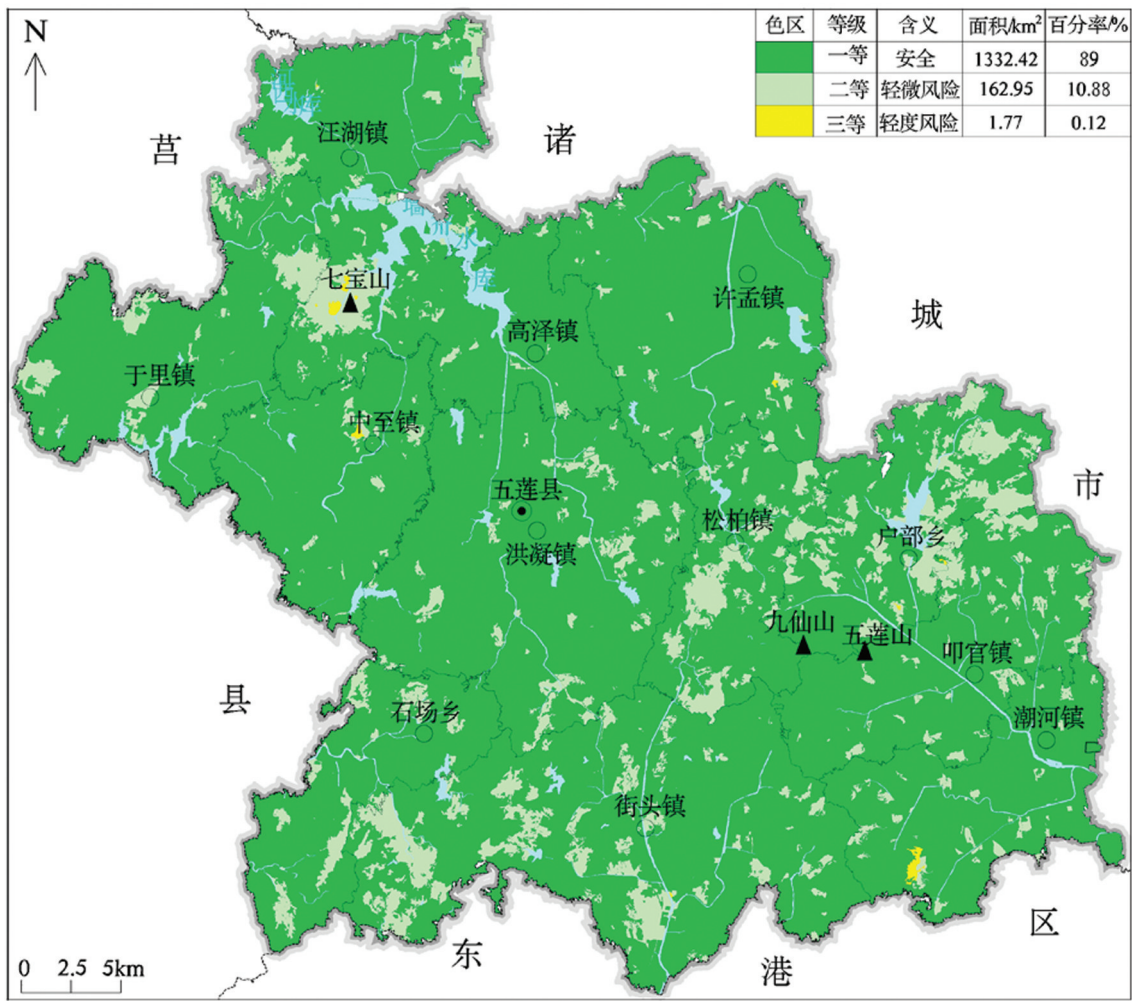 N
色区 等级 含义 面积/km² 百分率/%
一等 安全 1332.42 89
二等 轻微风险 162.95 10.88
三等 轻度风险 1.77 0.12
汪湖镇
莒
诸
墙
州
水
库
七宝山
许孟镇
城
高泽镇
于里镇
中至镇
市
五莲县
松柏镇
户部乡
洪凝镇
九仙山
五莲山
叩官镇
县
石场乡
潮河镇
街头镇
区
东
港
0 2.5 5km